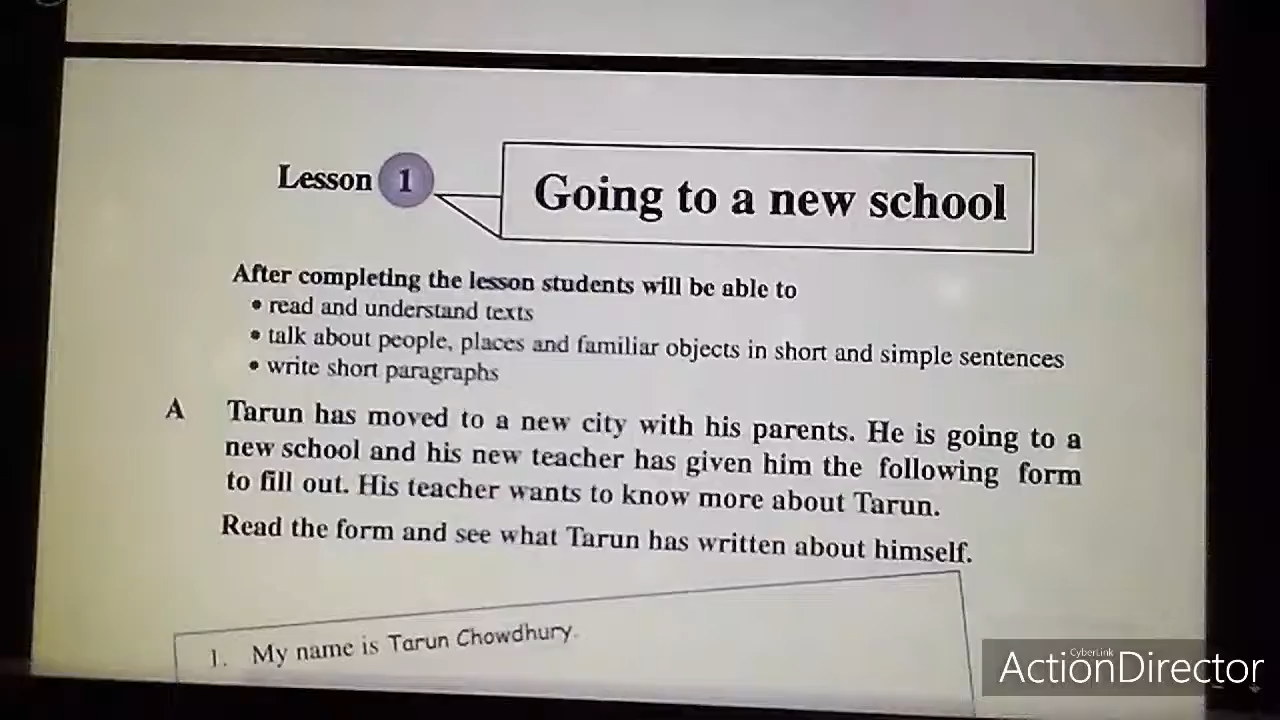 Lesson 1
Going to a new school
After completing the lesson students will be able to
• read and understand texts
• talk about people, places and familiar objects in short and simple sentences
• write short paragraphs
A Tarun has moved to a new city with his parents. He is going to a
new school and his new teacher has given him the following form
to fill out. His teacher wants to know more about Tarun.
Read the form and see what Tarun has written about himself.
1. My name is Tarun Chowdhury.
CyberLink
ActionDirector